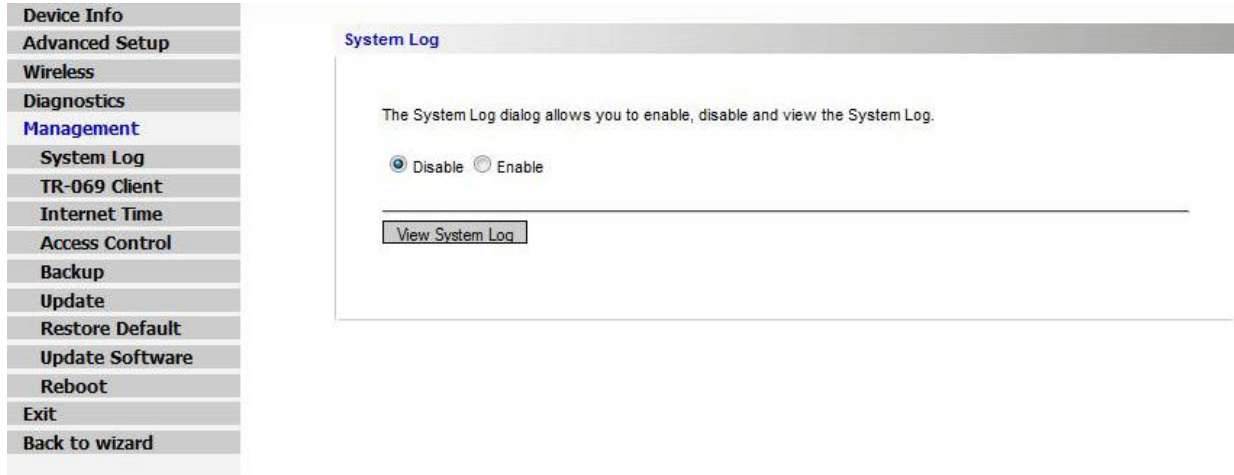 Device Info
Advanced Setup
Wireless
Diagnostics
Management
System Log
TR-069 Client
Internet Time
Access Control
Backup
Update
Restore Default
Update Software
Reboot
Exit
Back to wizard
System Log
The System Log dialog allows you to enable, disable and view the System Log.
Disable Enable
View System Log